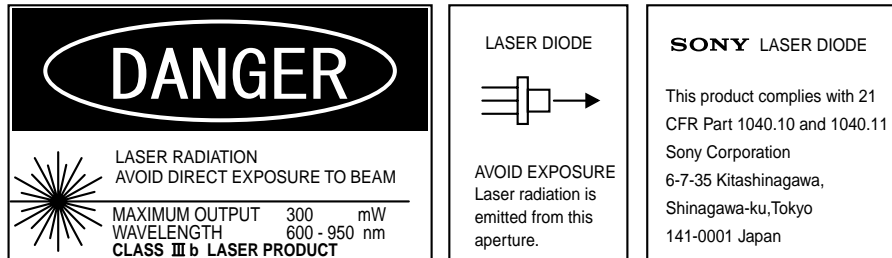 DANGER
LASER RADIATION
AVOID DIRECT EXPOSURE TO BEAM
MAXIMUM OUTPUT 300 mW
WAVELENGTH 600 - 950 nm
CLASS Ⅲ b LASER PRODUCT
LASER DIODE
AVOID EXPOSURE
Laser radiation is
emitted from this
aperture.
SONY LASER DIODE
This product complies with 21
CFR Part 1040.10 and 1040.11
Sony Corporation
6-7-35 Kitashinagawa,
Shinagawa-ku,Tokyo
141-0001 Japan